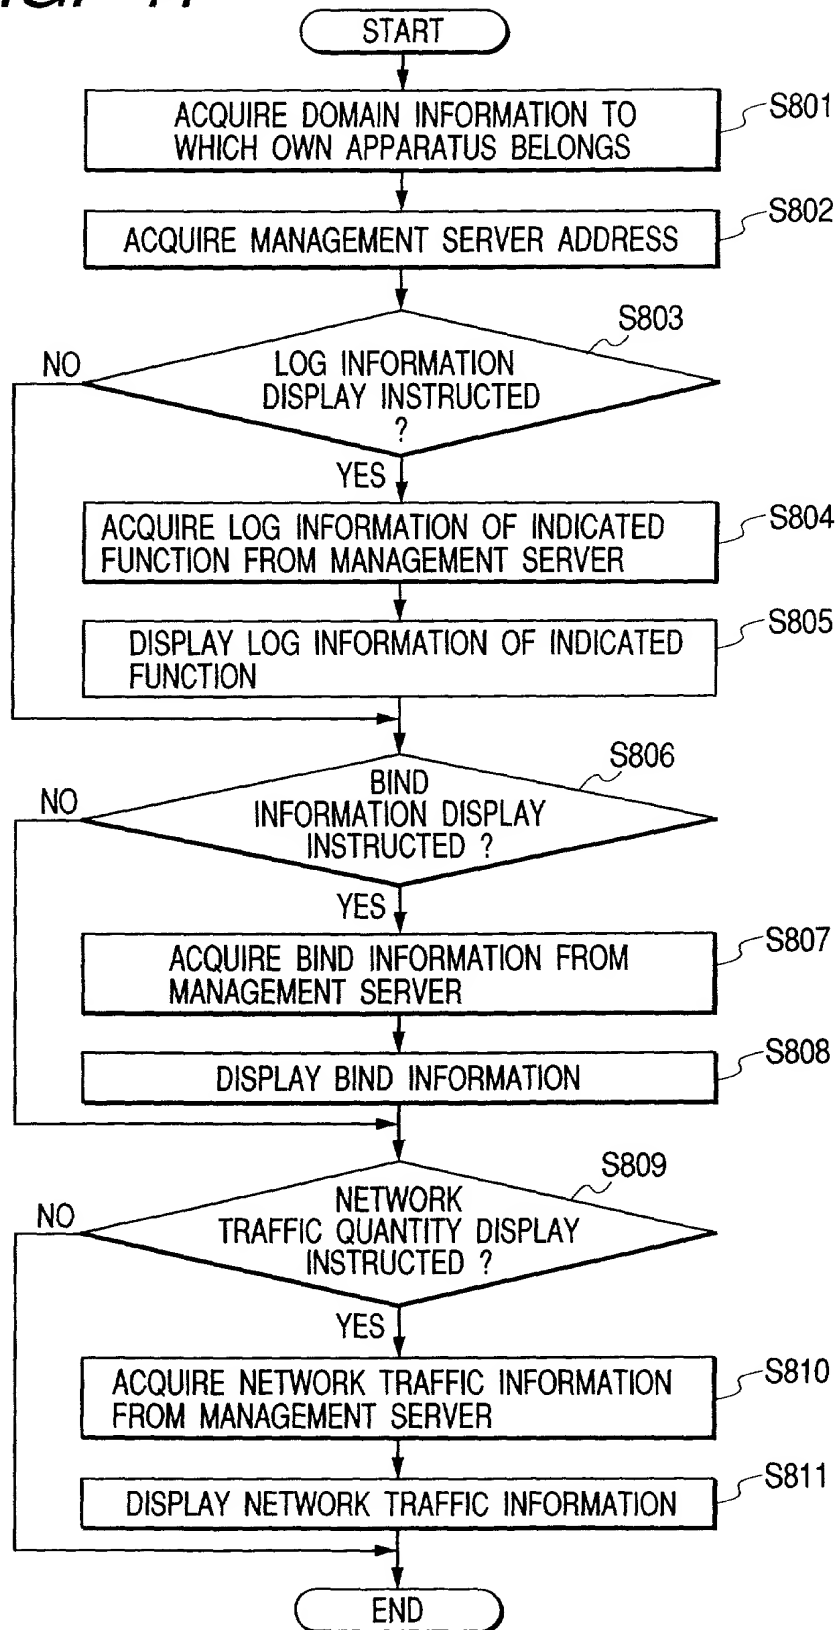 START
ACQUIRE DOMAIN INFORMATION TO
WHICH OWN APPARATUS BELONGS
S801
ACQUIRE MANAGEMENT SERVER ADDRESS
S802
S803
NO
LOG INFORMATION
DISPLAY INSTRUCTED
?
YES
ACQUIRE LOG INFORMATION OF INDICATED
FUNCTION FROM MANAGEMENT SERVER
S804
DISPLAY LOG INFORMATION OF INDICATED
FUNCTION
S805
S806
NO
BIND
INFORMATION DISPLAY
INSTRUCTED ?
YES
ACQUIRE BIND INFORMATION FROM
MANAGEMENT SERVER
S807
DISPLAY BIND INFORMATION
S808
S809
NO
NETWORK
TRAFFIC QUANTITY DISPLAY
INSTRUCTED ?
YES
ACQUIRE NETWORK TRAFFIC INFORMATION
FROM MANAGEMENT SERVER
S810
DISPLAY NETWORK TRAFFIC INFORMATION
S811
END